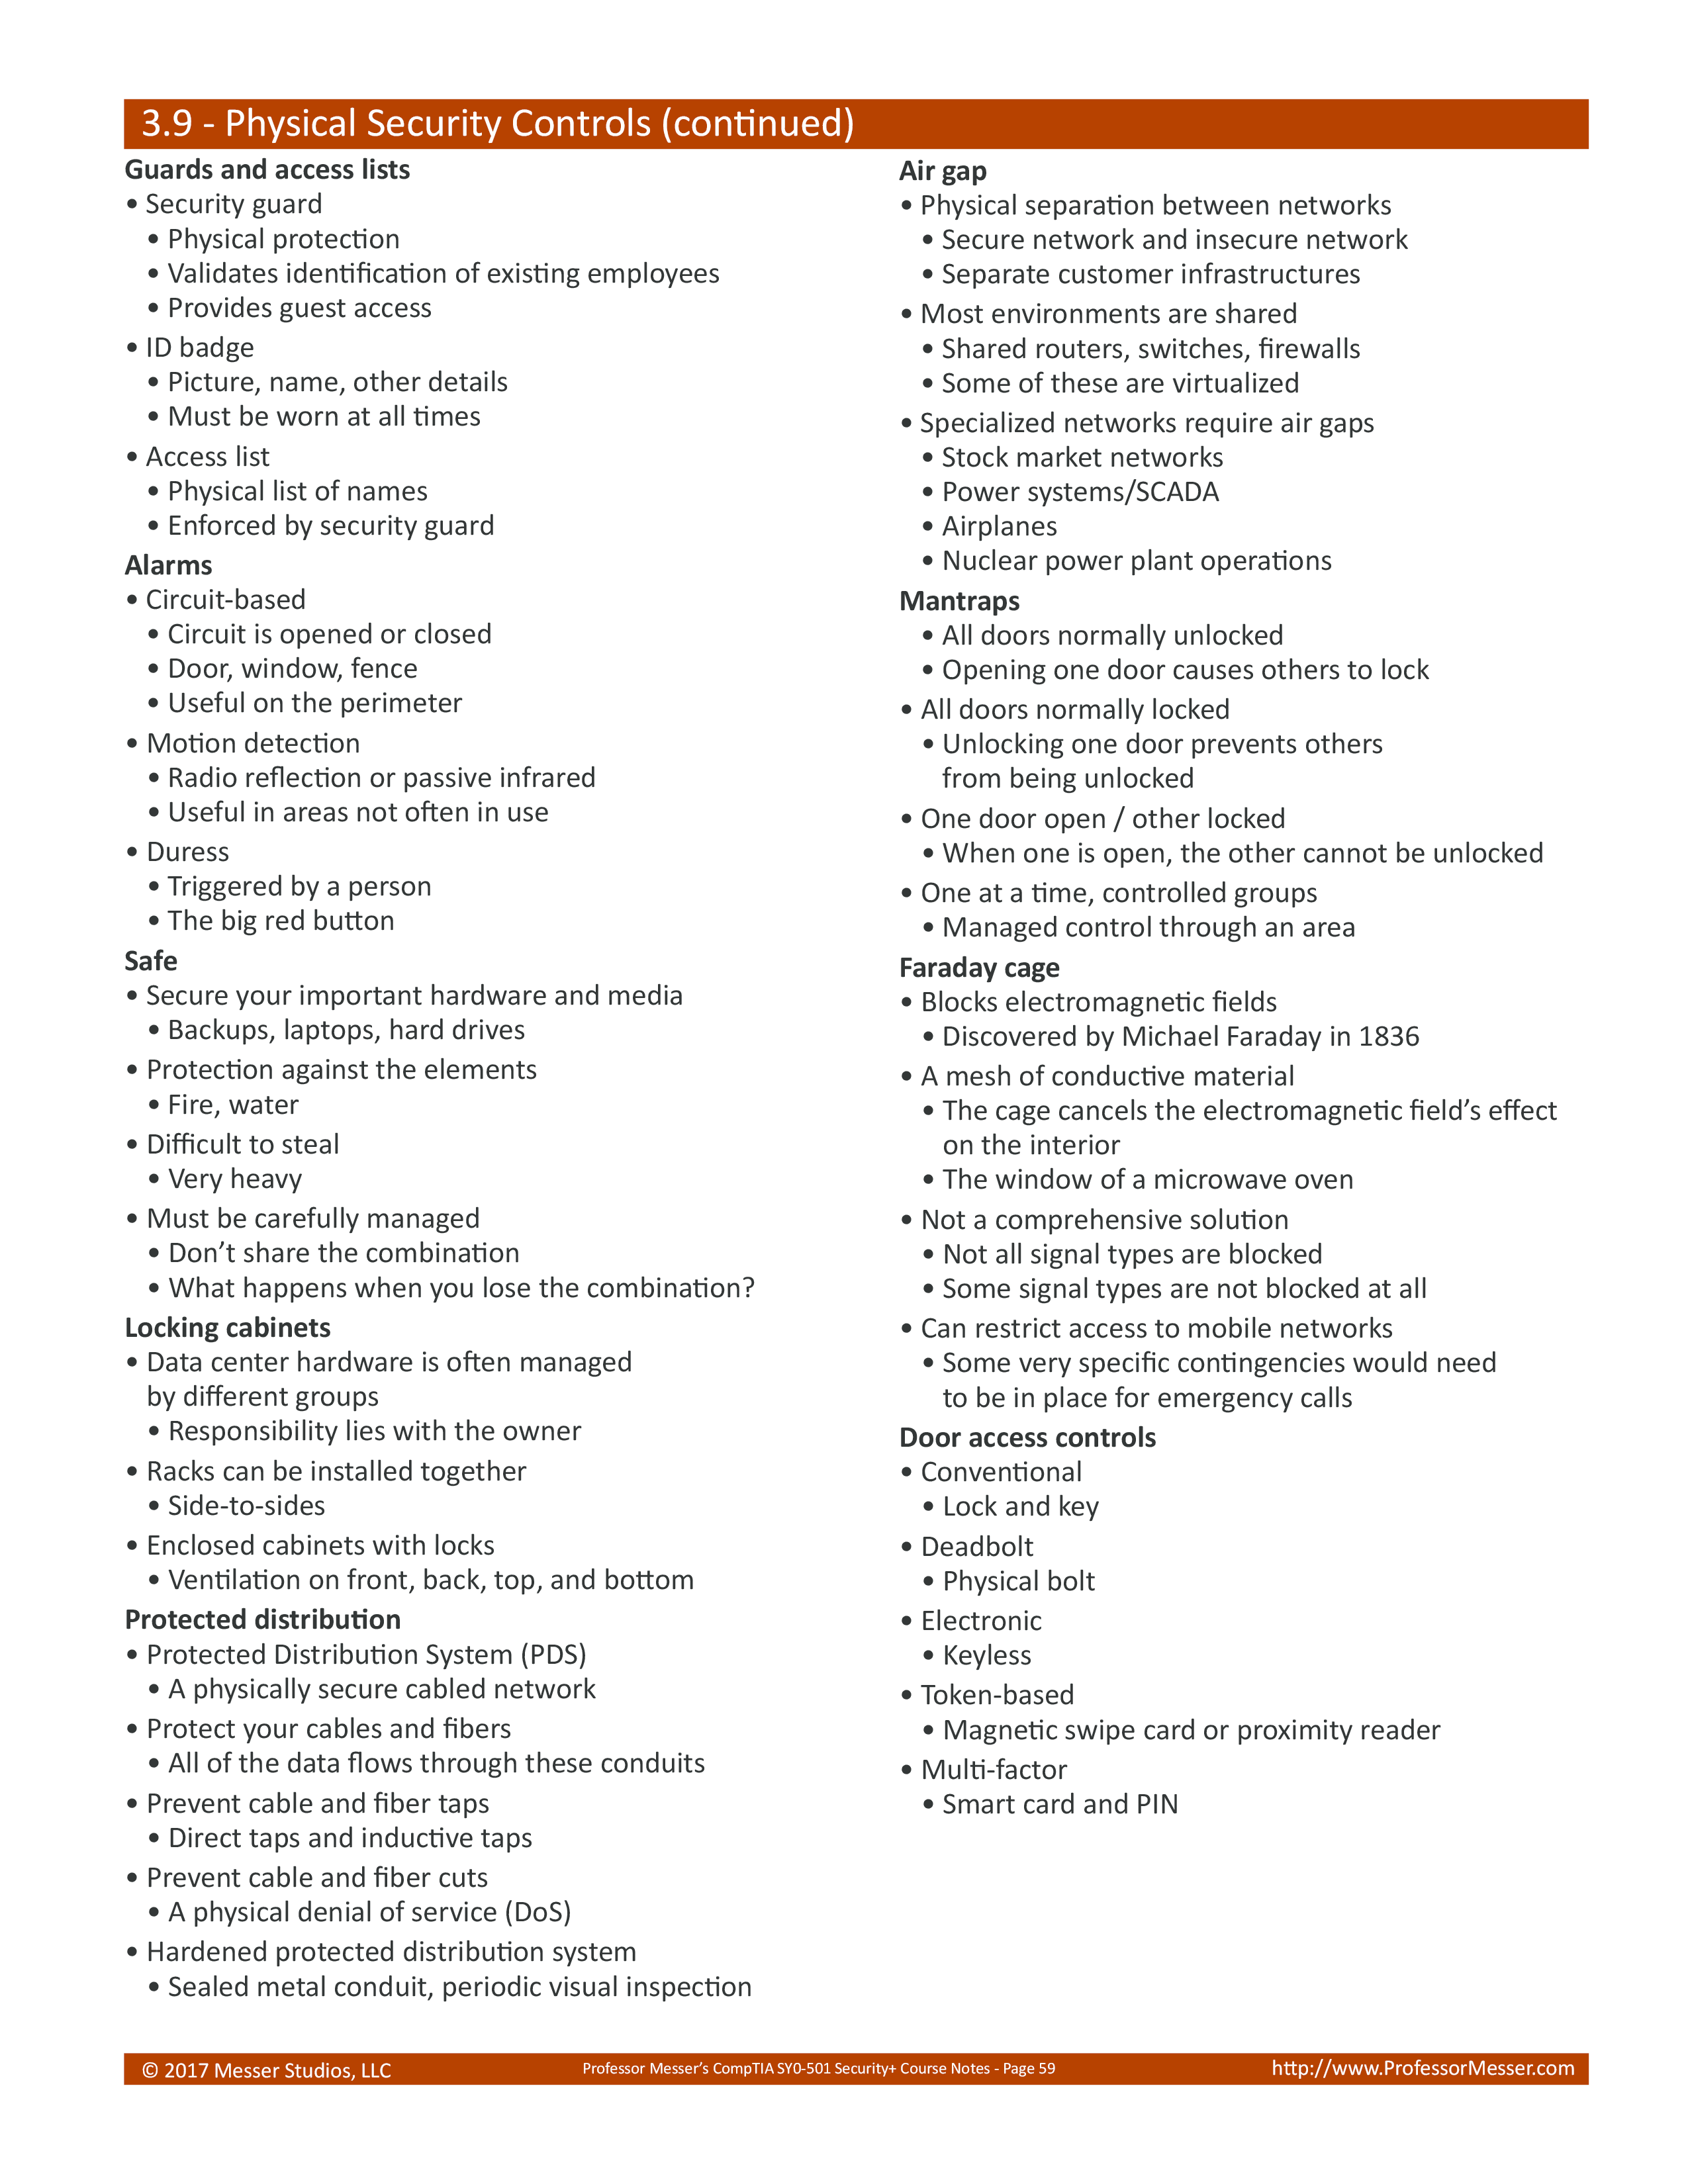 3.9 - Physical Security Controls (continued)
Guards and access lists
• Security guard
• Physical protection
• Validates identification of existing employees
• Provides guest access
• ID badge
• Picture, name, other details
• Must be worn at all times
• Access list
• Physical list of names
• Enforced by security guard
Alarms
• Circuit-based
• Circuit is opened or closed
• Door, window, fence
• Useful on the perimeter
• Motion detection
• Radio reflection or passive infrared
• Useful in areas not often in use
• Duress
• Triggered by a person
• The big red button
Safe
• Secure your important hardware and media
• Backups, laptops, hard drives
• Protection against the elements
• Fire, water
• Difficult to steal
• Very heavy
• Must be carefully managed
• Don’t share the combination
• What happens when you lose the combination?
Locking cabinets
• Data center hardware is often managed
by different groups
• Responsibility lies with the owner
• Racks can be installed together
• Side-to-sides
• Enclosed cabinets with locks
• Ventilation on front, back, top, and bottom
Protected distribution
• Protected Distribution System (PDS)
• A physically secure cabled network
• Protect your cables and fibers
• All of the data flows through these conduits
• Prevent cable and fiber taps
• Direct taps and inductive taps
• Prevent cable and fiber cuts
• A physical denial of service (DoS)
• Hardened protected distribution system
• Sealed metal conduit, periodic visual inspection
Air gap
• Physical separation between networks
• Secure network and insecure network
• Separate customer infrastructures
• Most environments are shared
• Shared routers, switches, firewalls
• Some of these are virtualized
• Specialized networks require air gaps
• Stock market networks
• Power systems/SCADA
• Airplanes
• Nuclear power plant operations
Mantraps
• All doors normally unlocked
• Opening one door causes others to lock
• All doors normally locked
• Unlocking one door prevents others
from being unlocked
• One door open / other locked
• When one is open, the other cannot be unlocked
• One at a time, controlled groups
• Managed control through an area
Faraday cage
• Blocks electromagnetic fields
• Discovered by Michael Faraday in 1836
• A mesh of conductive material
• The cage cancels the electromagnetic field’s effect
on the interior
• The window of a microwave oven
• Not a comprehensive solution
• Not all signal types are blocked
• Some signal types are not blocked at all
• Can restrict access to mobile networks
• Some very specific contingencies would need
to be in place for emergency calls
Door access controls
• Conventional
• Lock and key
• Deadbolt
• Physical bolt
• Electronic
• Keyless
• Token-based
• Magnetic swipe card or proximity reader
• Multi-factor
• Smart card and PIN
© 2017 Messer Studios, LLC
Professor Messer’s CompTIA SY0-501 Security+ Course Notes - Page 59
http://www.ProfessorMesser.com